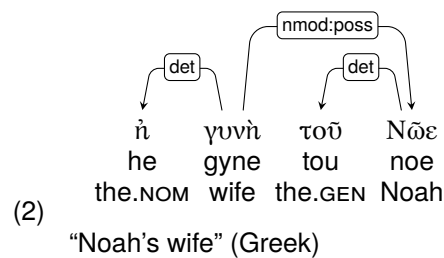 nmod:poss
det det
ἠ γυνὴ τοῦ Νῶε
he gyne tou noe
the.NOM wife the.GEN Noah
(2)
“Noah's wife” (Greek)